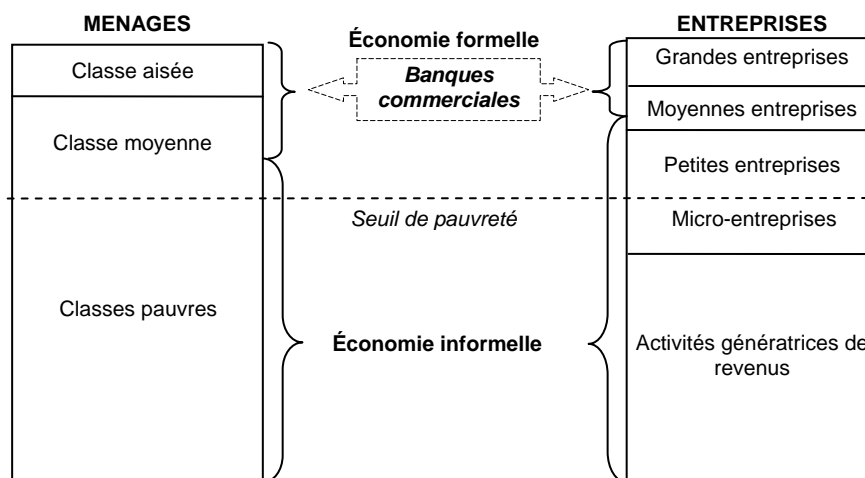 MENAGES
ENTREPRISES
Économie formelle
Banques
commerciales
Classe aisée
Grandes entreprises
Moyennes entreprises
Classe moyenne
Petites entreprises
Seuil de pauvreté
Micro-entreprises
Classes pauvres
Économie informelle
Activités génératrices de
revenus